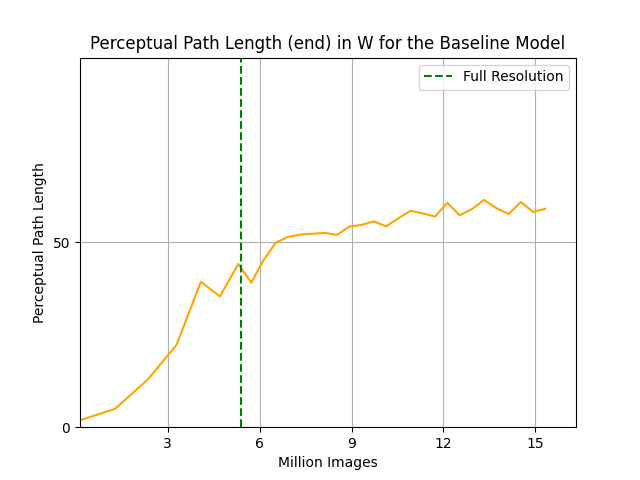 Perceptual Path Length (end) in W for the Baseline Model
Full Resolution
Perceptual Path Length
50
0
3 6 9 12 15
Million Images